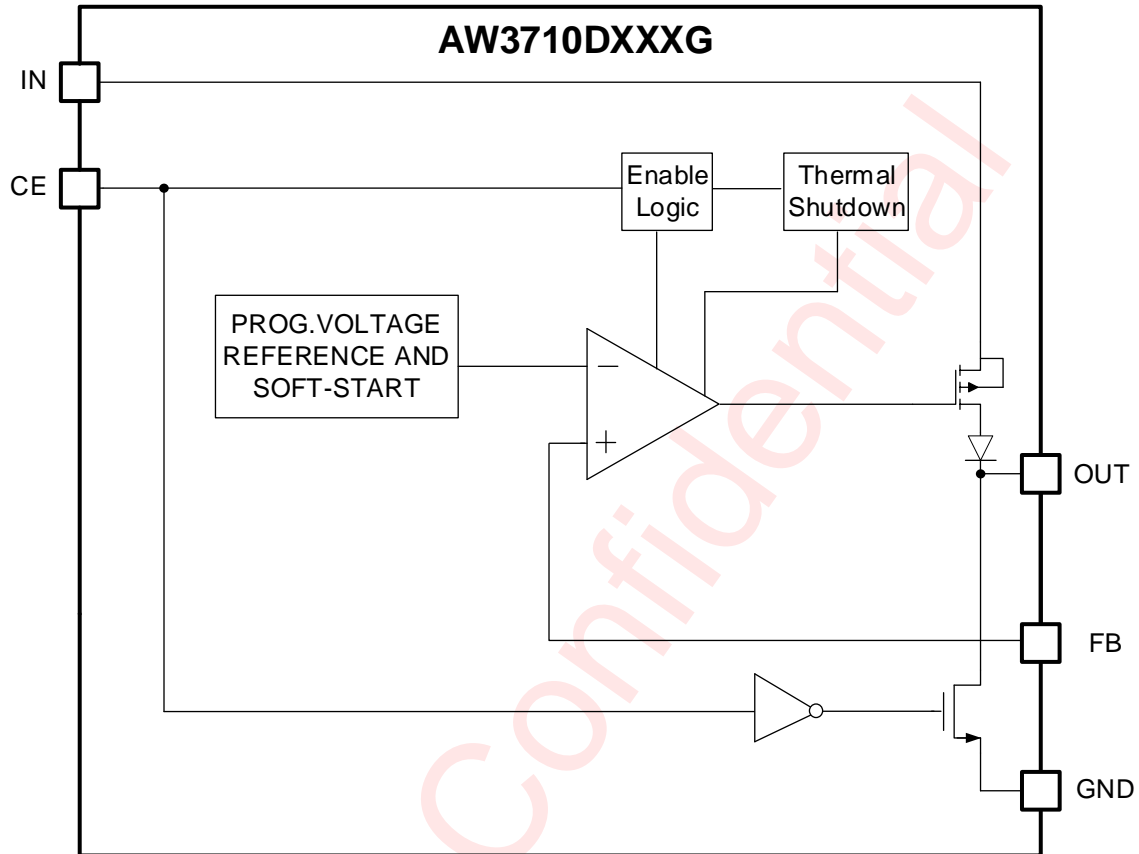 AW3710DXXXG
IN
CE
Enable
Logic
Thermal
Shutdown
PROG.VOLTAGE
REFERENCE AND
SOFT-START
−
+
OUT
FB
GND
Confidential